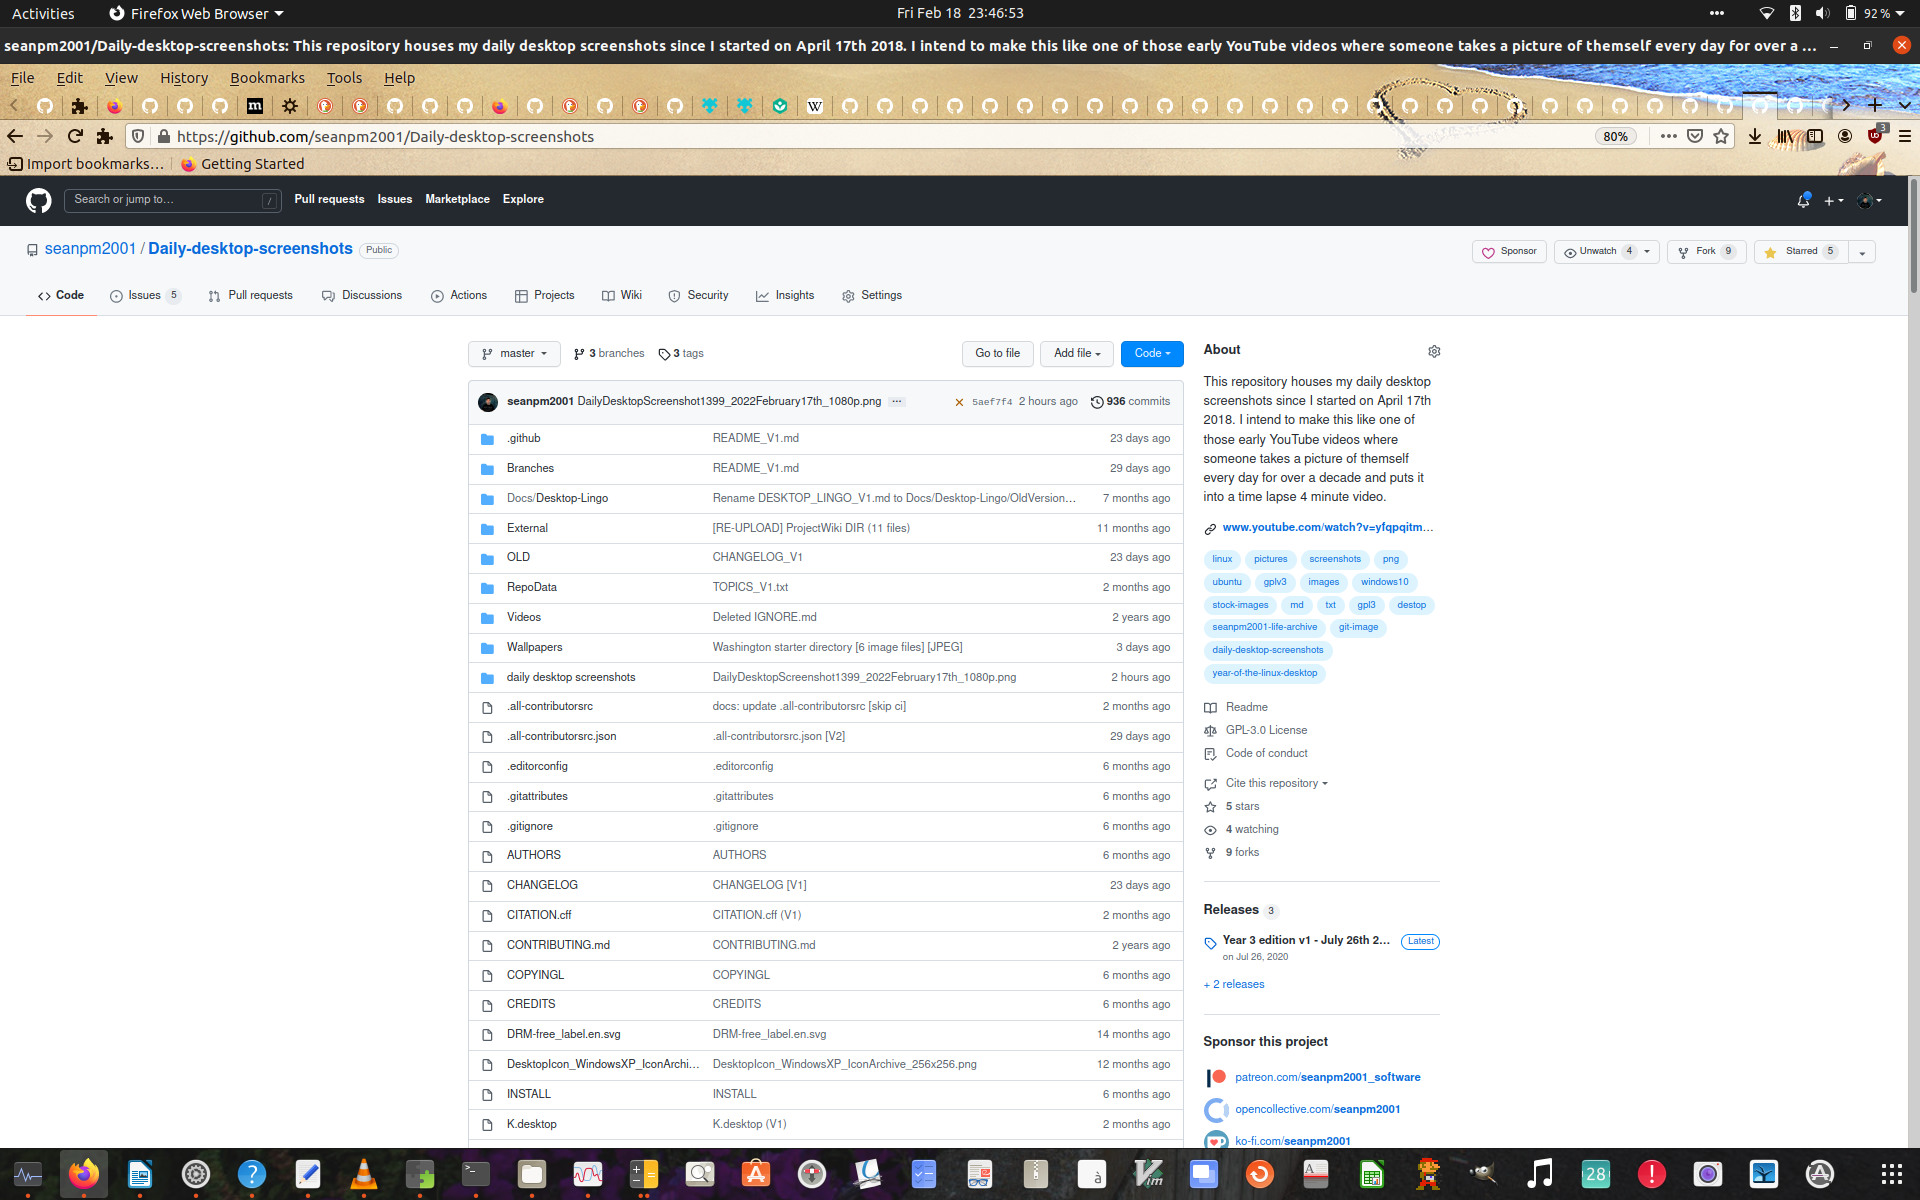 Activities Firefox Web Browser Fri Feb 18 23:46:53 92 %
seanpm2001/Daily-desktop-screenshots: This repository houses my daily desktop screenshots since I started on April 17th 2018. I intend to make this like one of those early YouTube videos where someone takes a picture of themself every day for over a …
File Edit View History Bookmarks Tools Help
https://github.com/seanpm2001/Daily-desktop-screenshots 80% 3
Import bookmarks… Getting Started
Search or jump to… / Pull requests Issues Marketplace Explore
seanpm2001 / Daily-desktop-screenshots Public Sponsor Unwatch 4 Fork 9 Starred 5
Code Issues 5 Pull requests Discussions Actions Projects Wiki Security Insights Settings
master 3 branches 3 tags Go to file Add file Code
seanpm2001 DailyDesktopScreenshot1399_2022February17th_1080p.png ... 5aef7f4 2 hours ago 936 commits
.github README_V1.md 23 days ago
Branches README_V1.md 29 days ago
Docs/Desktop-Lingo Rename DESKTOP_LINGO_V1.md to Docs/Desktop-Lingo/OldVersion… 7 months ago
External [RE-UPLOAD] ProjectWiki DIR (11 files) 11 months ago
OLD CHANGELOG_V1 23 days ago
RepoData TOPICS_V1.txt 2 months ago
Videos Deleted IGNORE.md 2 years ago
Wallpapers Washington starter directory [6 image files] [JPEG] 3 days ago
daily desktop screenshots DailyDesktopScreenshot1399_2022February17th_1080p.png 2 hours ago
.all-contributorsrc docs: update .all-contributorsrc [skip ci] 2 months ago
.all-contributorsrc.json .all-contributorsrc.json [V2] 29 days ago
.editorconfig .editorconfig 6 months ago
.gitattributes .gitattributes 6 months ago
.gitignore .gitignore 6 months ago
AUTHORS AUTHORS 6 months ago
CHANGELOG CHANGELOG [V1] 23 days ago
CITATION.cff CITATION.cff (V1) 2 months ago
CONTRIBUTING.md CONTRIBUTING.md 2 years ago
COPYINGL COPYINGL 6 months ago
CREDITS CREDITS 6 months ago
DRM-free_label.en.svg DRM-free_label.en.svg 14 months ago
DesktopIcon_WindowsXP_IconArchi… DesktopIcon_WindowsXP_IconArchive_256x256.png 12 months ago
INSTALL INSTALL 6 months ago
K.desktop K.desktop (V1) 2 months ago
About
This repository houses my daily desktop
screenshots since I started on April 17th
2018. I intend to make this like one of
those early YouTube videos where
someone takes a picture of themself
every day for over a decade and puts it
into a time lapse 4 minute video.
www.youtube.com/watch?v=yfqpqitm…
linux pictures screenshots png
ubuntu gplv3 images windows10
stock-images md txt gpl3 destop
seanpm2001-life-archive git-image
daily-desktop-screenshots
year-of-the-linux-desktop
Readme
GPL-3.0 License
Code of conduct
Cite this repository
5 stars
4 watching
9 forks
Releases 3
Year 3 edition v1 - July 26th 2… Latest
on Jul 26, 2020
+ 2 releases
Sponsor this project
patreon.com/seanpm2001_software
opencollective.com/seanpm2001
ko-fi.com/seanpm2001
28